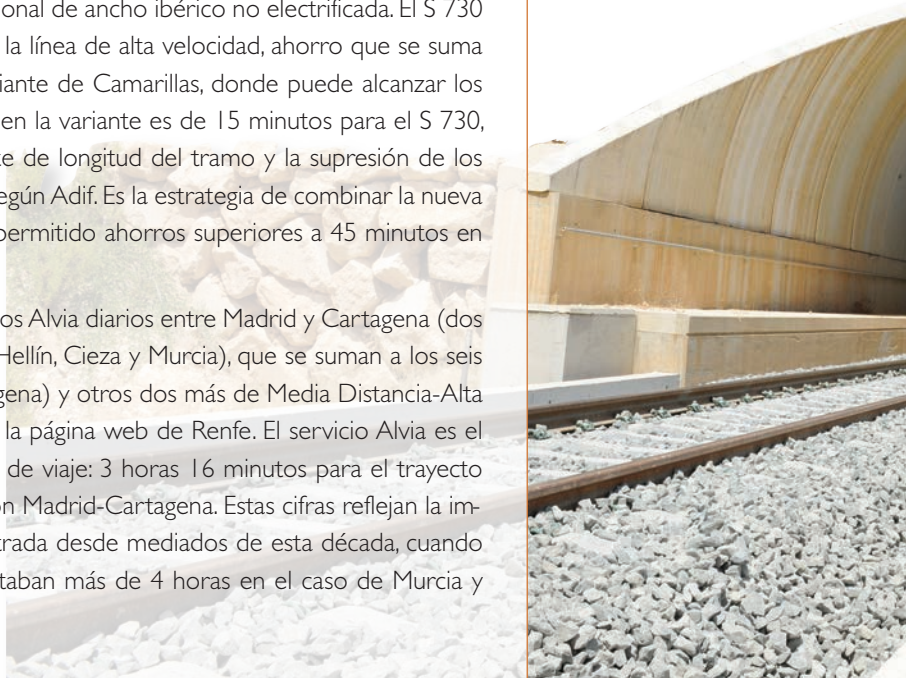 onal de ancho ibérico no electrificada. El S 730
la línea de alta velocidad, ahorro que se suma
iante de Camarillas, donde puede alcanzar los
en la variante es de 15 minutos para el S 730,
e de longitud del tramo y la supresión de los
egún Adif. Es la estrategia de combinar la nueva
permitido ahorros superiores a 45 minutos en
os Alvia diarios entre Madrid y Cartagena (dos
Hellín, Cieza y Murcia), que se suman a los seis
gena) y otros dos más de Media Distancia-Alta
la página web de Renfe. El servicio Alvia es el
de viaje: 3 horas 16 minutos para el trayecto
n Madrid-Cartagena. Estas cifras reflejan la im-
trada desde mediados de esta década, cuando
taban más de 4 horas en el caso de Murcia y